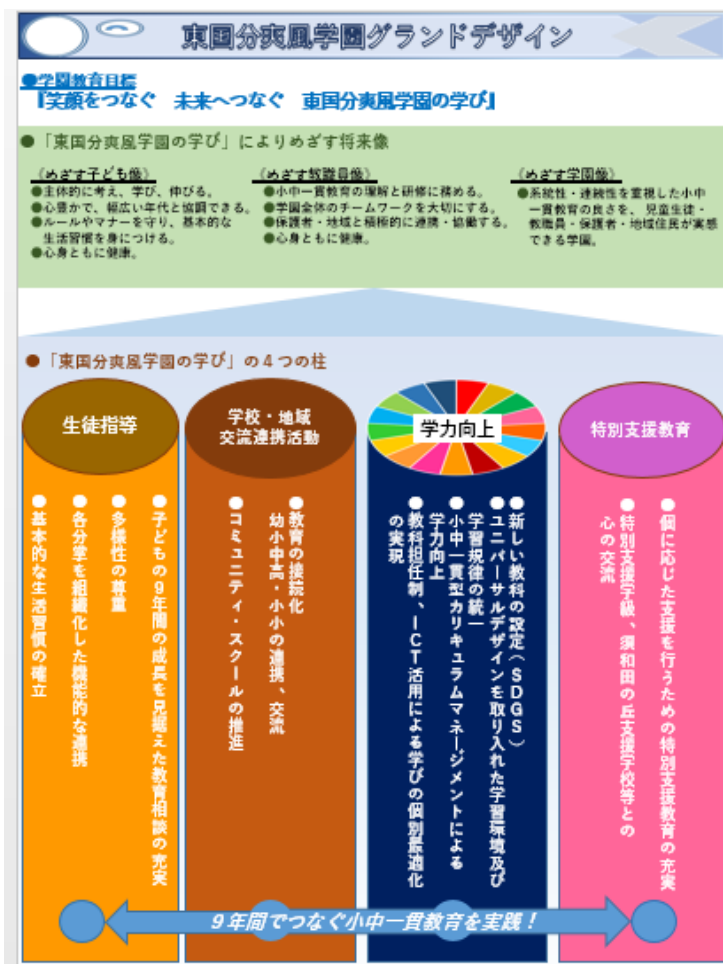 東国分爽風学園グランドデザイン
●学園教育目標
『笑顔をつなぐ 未来へつなぐ 東国分爽風学園の学び』
●「東国分爽風学園の学び」によりめざす将来像
《めざす子ども像》
●主体的に考え、学び、伸びる。
●心豊かで、幅広い年代と協調できる。
●ルールやマナーを守り、基本的な
生活習慣を身につける。
●心身ともに健康。
《めざす教職員像》
●小中一貫教育の理解と研修に務める。
●学園全体のチームワークを大切にする。
●保護者・地域と積極的に連携・協働する。
●心身ともに健康。
《めざす学園像》
●系統性・連続性を重視した小中
一貫教育の良さを、児童生徒・
教職員・保護者・地域住民が実感
できる学園。
●「東国分爽風学園の学び」の4つの柱
生徒指導
●子どもの9年間の成長を見据えた教育相談の充実
●多様性の尊重
●各分掌を組織化した機能的な連携
●基本的な生活習慣の確立
学校・地域
交流連携活動
●教育の接続化
幼小中高・小小の連携、交流
●コミュニティ・スクールの推進
学力向上
●新しい教科の設定(SDGS)
●ユニバーサルデザインを取り入れた学習環境及び
学習規律の統一
●小中一貫型カリキュラムマネージメントによる
学力向上
●教科担任制、ICT活用による学びの個別最適化
の実現
特別支援教育
●個に応じた支援を行うための特別支援教育の充実
●特別支援学級、須和田の丘支援学校等との
心の交流
9年間でつなぐ小中一貫教育を実践!